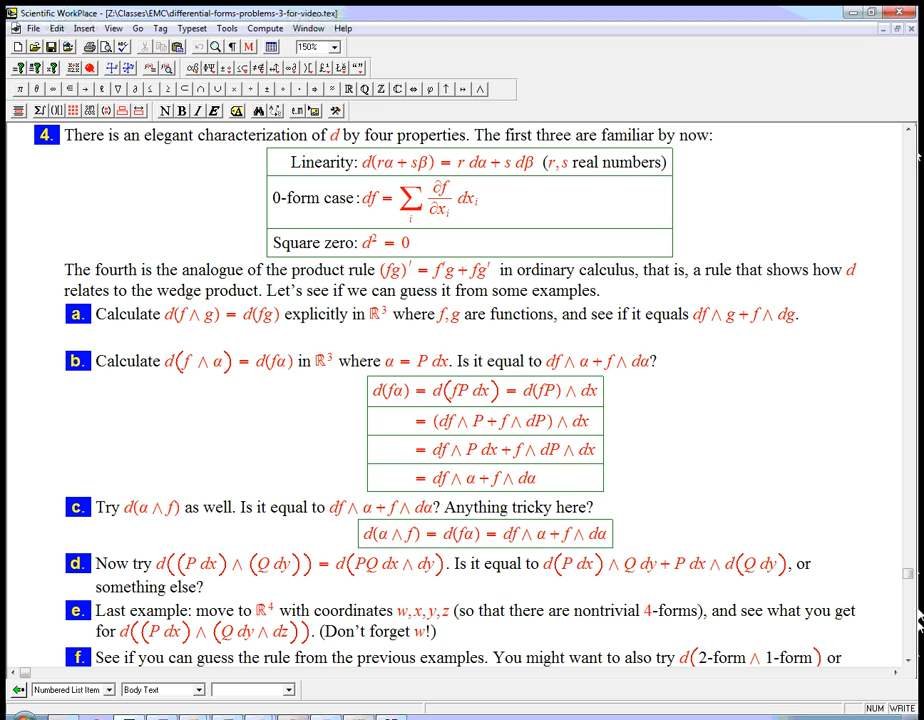 Scientific WorkPlace - [Z:\Classes\EMC\differential-forms-problems-3-for-video.tex]
File Edit Insert View Go Tag Typeset Tools Compute Window Help
150%
N B I E
4. There is an elegant characterization of d by four properties. The first three are familiar by now:
Linearity: d(rα + sβ) = r dα + s dβ (r, s real numbers)
0-form case : df = ∑_i ∂f/∂x_i dx_i
Square zero: d² = 0
The fourth is the analogue of the product rule (fg)′ = f′g + fg′ in ordinary calculus, that is, a rule that shows how d
relates to the wedge product. Let's see if we can guess it from some examples.
a. Calculate d(f ∧ g) = d(fg) explicitly in ℝ³ where f, g are functions, and see if it equals df ∧ g + f ∧ dg.
b. Calculate d(f ∧ α) = d(fα) in ℝ³ where α = P dx. Is it equal to df ∧ α + f ∧ dα?
d(fα) = d(fP dx) = d(fP) ∧ dx
= (df ∧ P + f ∧ dP) ∧ dx
= df ∧ P dx + f ∧ dP ∧ dx
= df ∧ α + f ∧ dα
c. Try d(α ∧ f) as well. Is it equal to df ∧ α + f ∧ dα? Anything tricky here?
d(α ∧ f) = d(fα) = df ∧ α + f ∧ dα
d. Now try d((P dx) ∧ (Q dy)) = d(PQ dx ∧ dy). Is it equal to d(P dx) ∧ Q dy + P dx ∧ d(Q dy), or
something else?
e. Last example: move to ℝ⁴ with coordinates w, x, y, z (so that there are nontrivial 4-forms), and see what you get
for d((P dx) ∧ (Q dy ∧ dz)). (Don't forget w!)
f. See if you can guess the rule from the previous examples. You might want to also try d(2-form ∧ 1-form) or
Numbered List Item Body Text
NUM WRITE